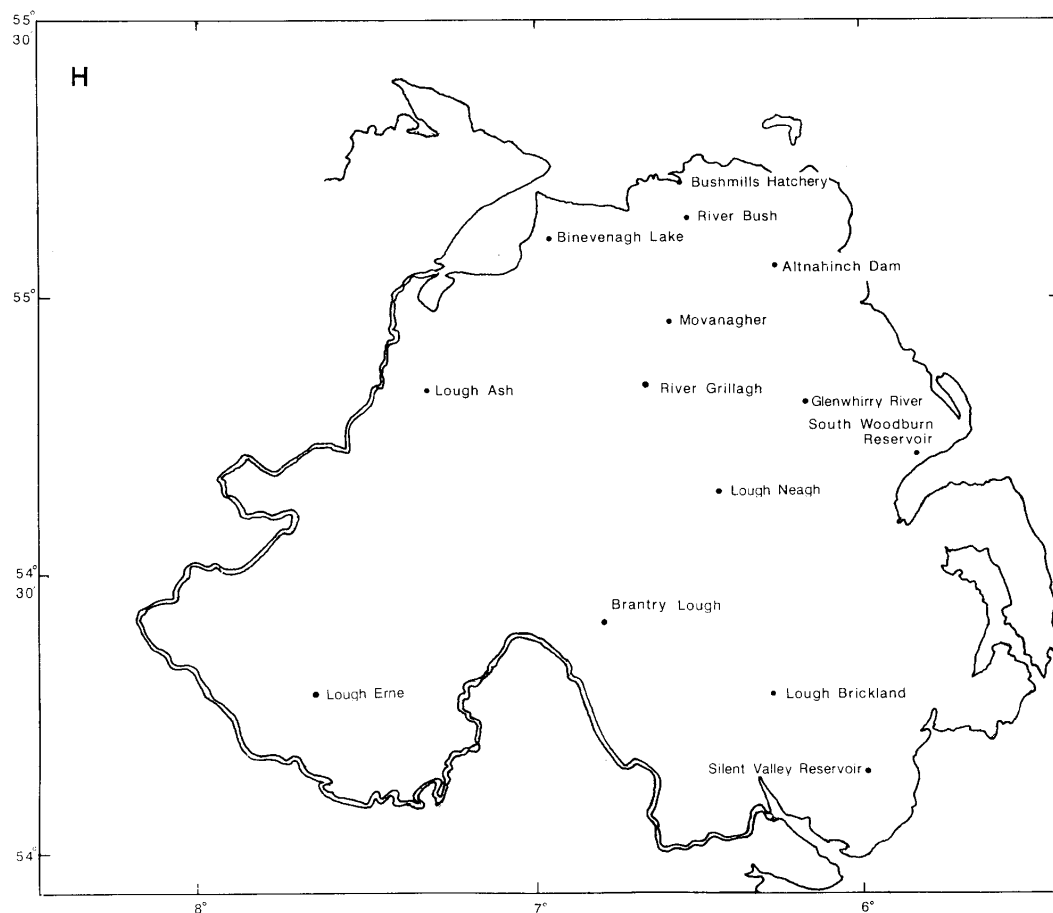 55°
30'
H
Bushmills Hatchery
River Bush
Binevenagh Lake
Altnahinch Dam
55°
Movanagher
Lough Ash
River Grillagh
Glenwhirry River
South Woodburn
Reservoir
Lough Neagh
54°
30'
Brantry Lough
Lough Erne
Lough Brickland
Silent Valley Reservoir
54°
8°
7°
6°